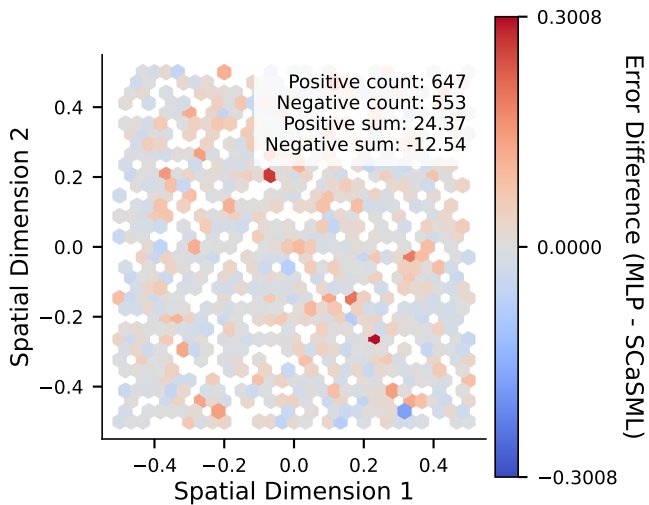 0.3008
Positive count: 647
Negative count: 553
Positive sum: 24.37
Negative sum: -12.54
0.4
0.2
0.0
−0.2
−0.4
Spatial Dimension 2
−0.4
−0.2
0.0
0.2
0.4
Spatial Dimension 1
0.0000
−0.3008
Error Difference (MLP - SCaSML)